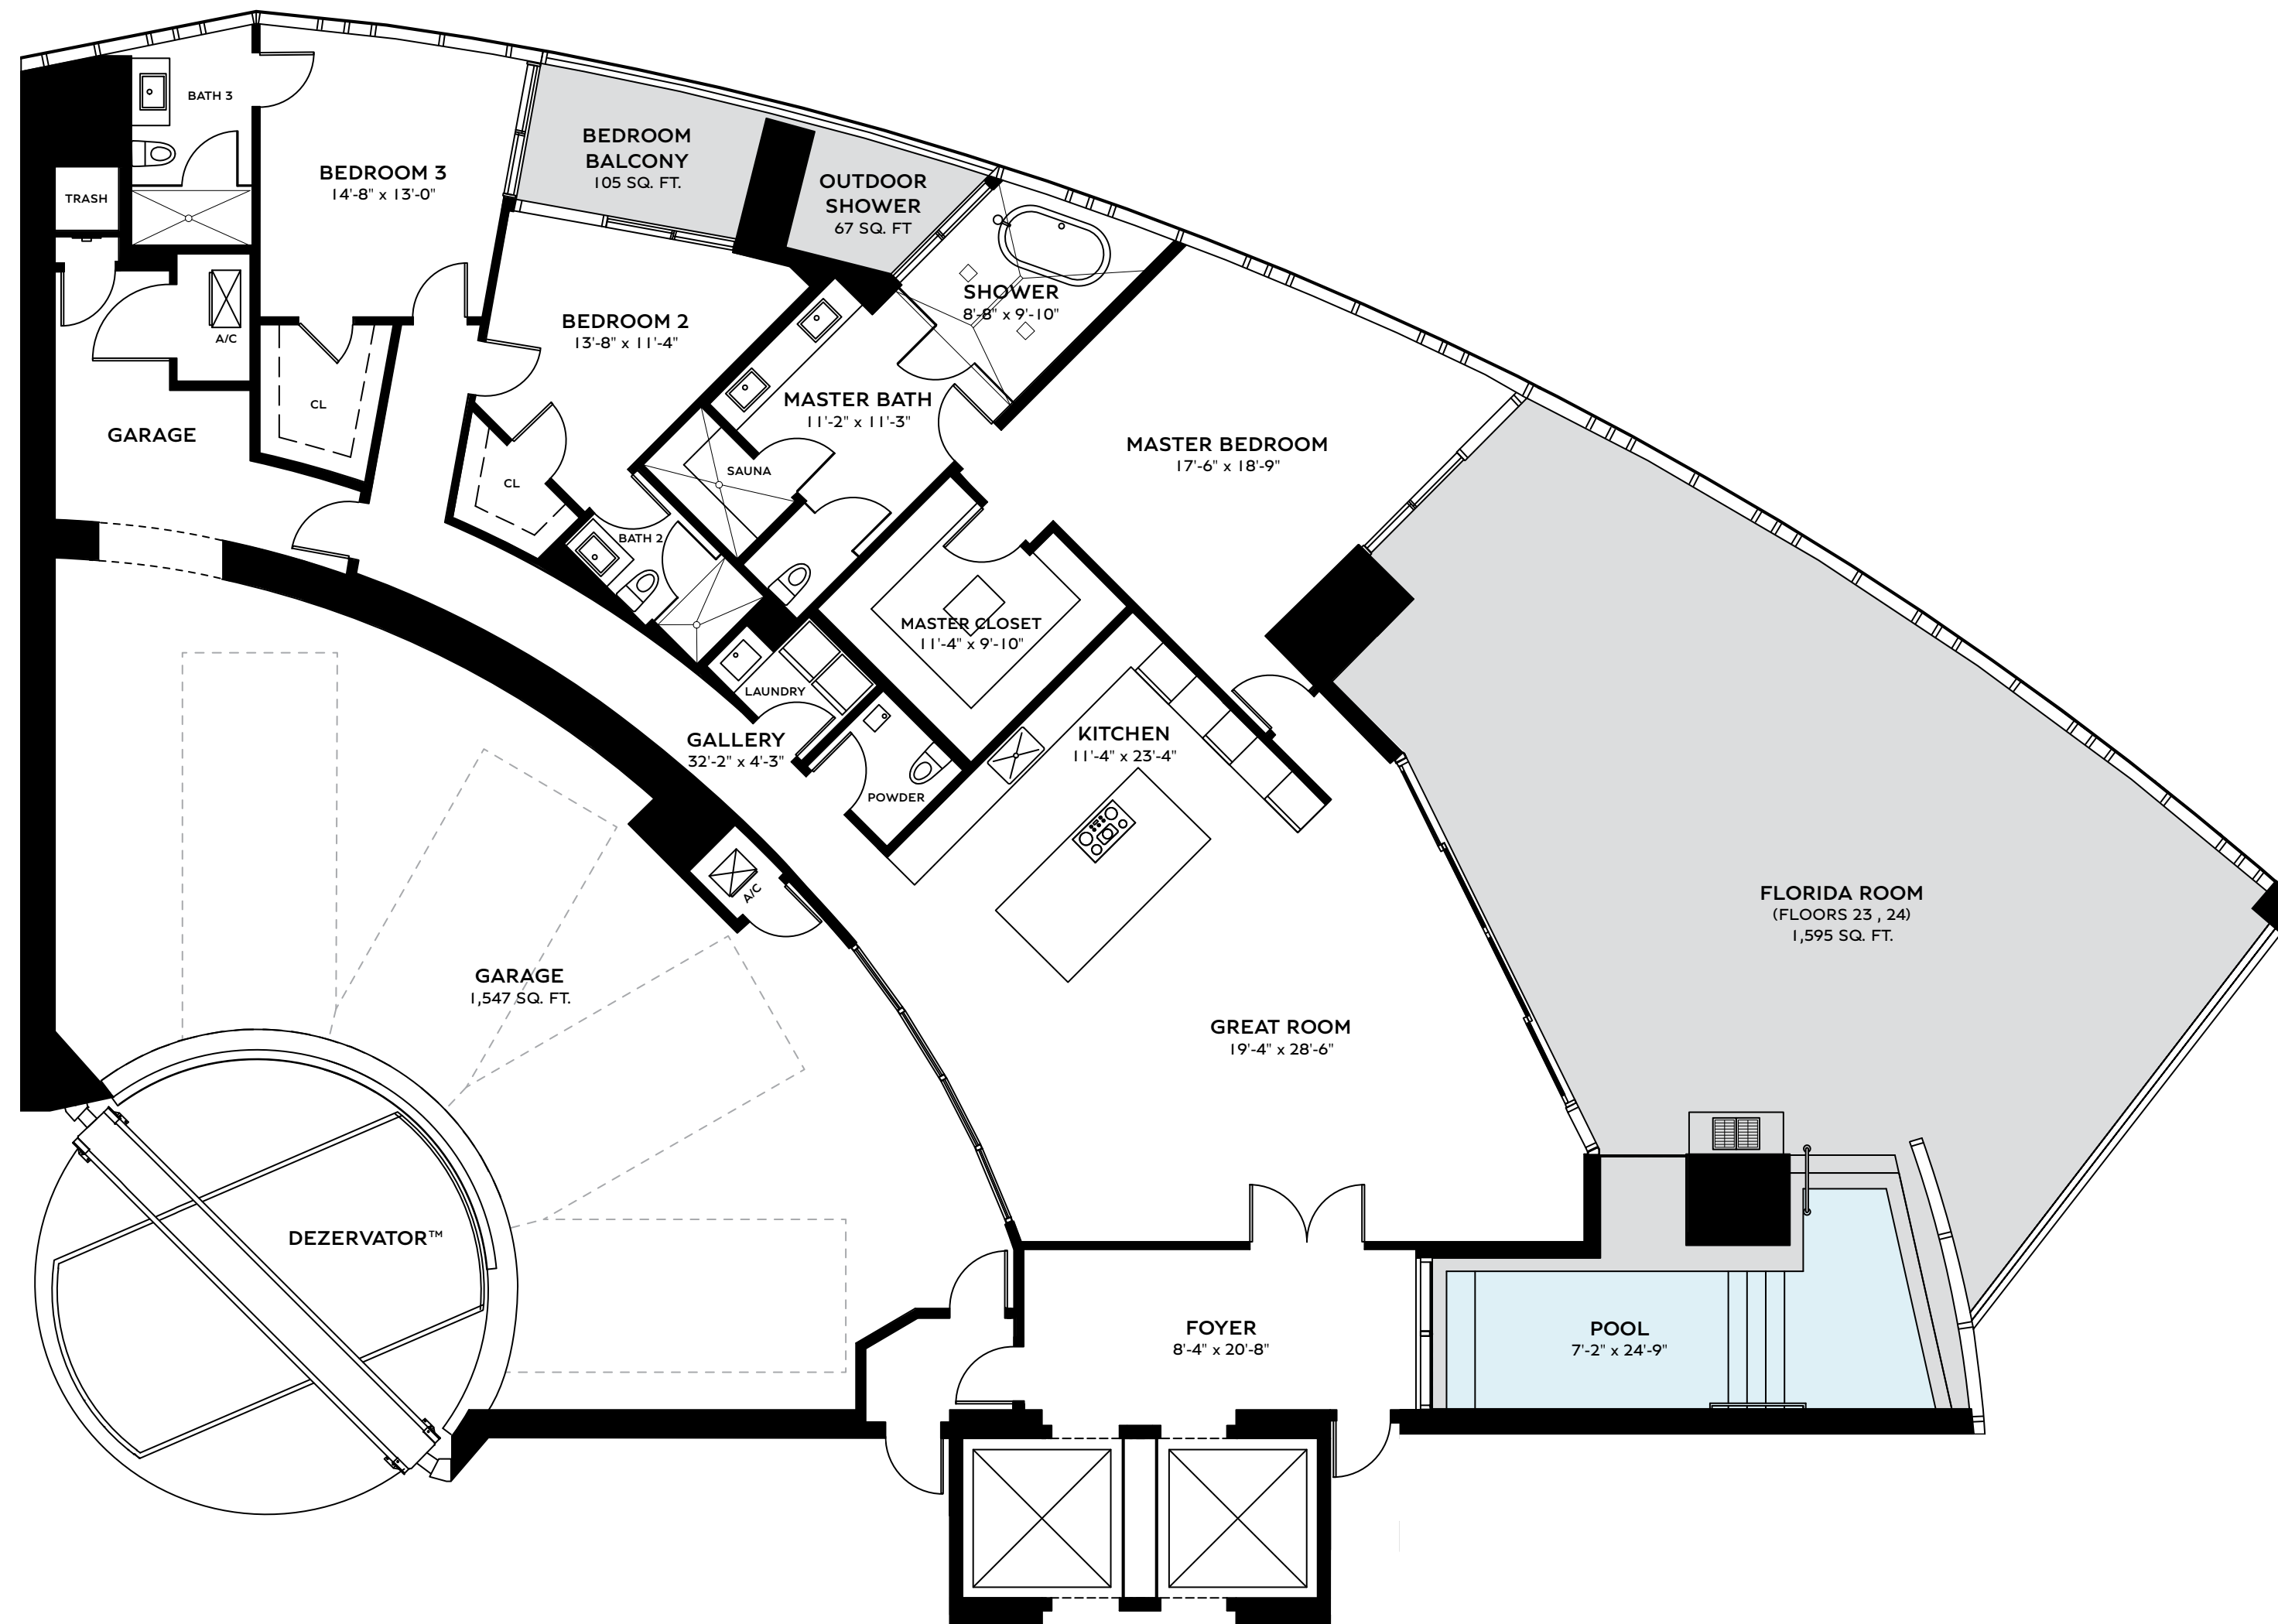 BATH 3
BEDROOM
BALCONY
105 SQ. FT.
BEDROOM 3
14'-8" x 13'-0"
OUTDOOR
SHOWER
67 SQ. FT
TRASH
SHOWER
8'-8" x 9'-10"
A/C
BEDROOM 2
13'-8" x 11'-4"
CL
MASTER BATH
11'-2" x 11'-3"
GARAGE
MASTER BEDROOM
17'-6" x 18'-9"
SAUNA
CL
BATH 2
MASTER CLOSET
11'-4" x 9'-10"
LAUNDRY
GALLERY
32'-2" x 4'-3"
KITCHEN
11'-4" x 23'-4"
POWDER
A/C
FLORIDA ROOM
(FLOORS 23 , 24)
1,595 SQ. FT.
GARAGE
1,547 SQ. FT.
GREAT ROOM
19'-4" x 28'-6"
DEZERVATOR™
FOYER
8'-4" x 20'-8"
POOL
7'-2" x 24'-9"